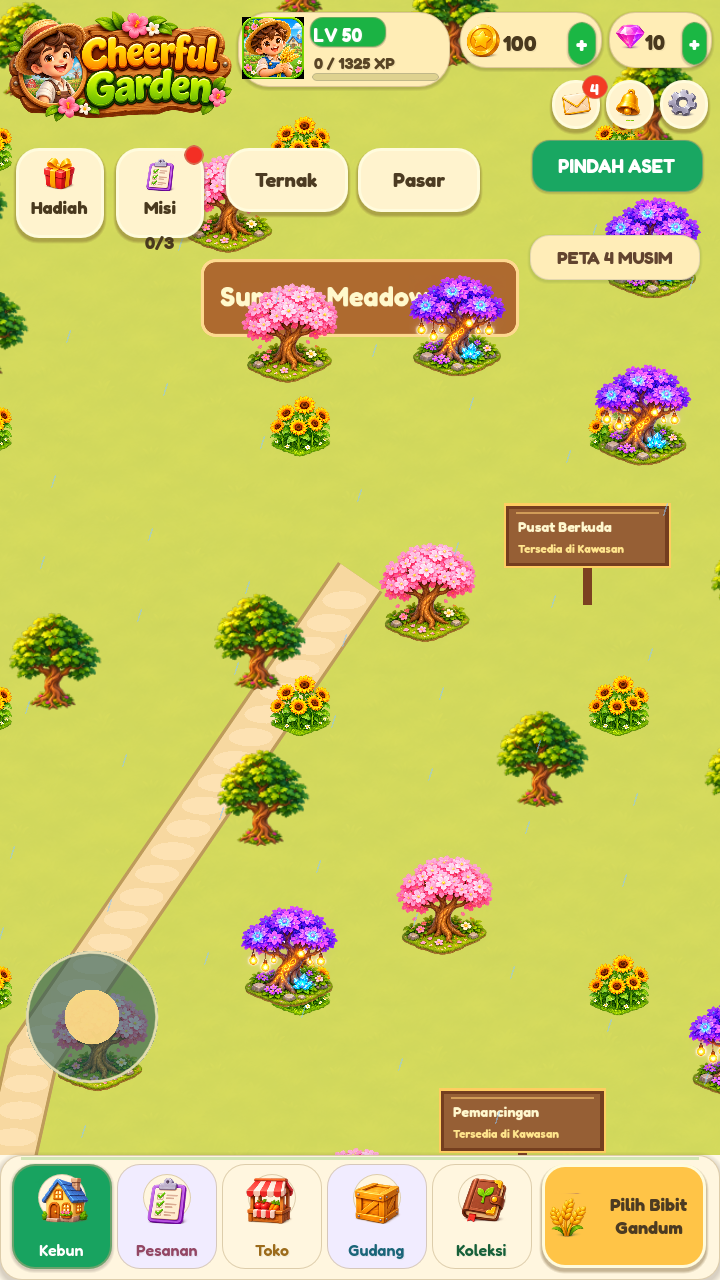 Cheerful
Garden
LV 50
0 / 1325 XP
100
+
10
+
4
Hadiah
Misi
0/3
Ternak
Pasar
PINDAH ASET
PETA 4 MUSIM
Meadow
Pusat Berkuda
Tersedia di Kawasan
Pemancingan
Tersedia di Kawasan
Kebun
Pesanan
Toko
Gudang
Koleksi
Pilih Bibit
Gandum